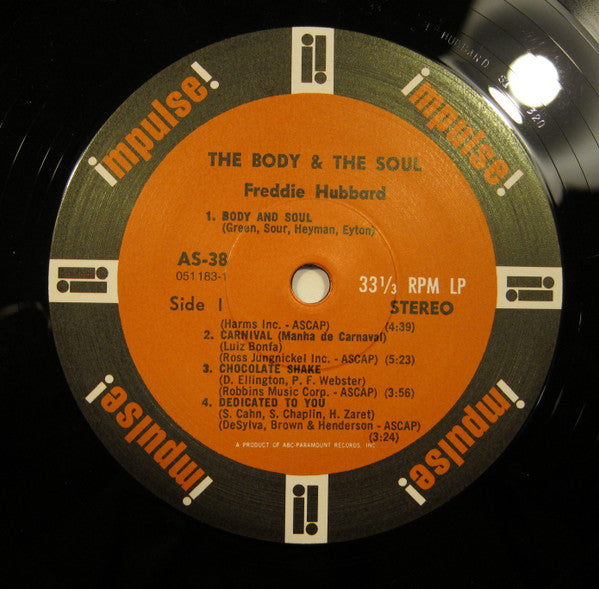 impulse!
impulse!
THE BODY & THE SOUL
Freddie Hubbard
1. BODY AND SOUL
(Green, Sour, Heyman, Eyton)
AS-38
051183-1
33⅓ RPM LP
Side I
STEREO
(Harms Inc. - ASCAP) (4:39)
2. CARNIVAL (Manha de Carnaval)
(Luiz Bonfa)
(Ross Jungnickel Inc. - ASCAP) (5:23)
3. CHOCOLATE SHAKE
(D. Ellington, P. F. Webster)
(Robbins Music Corp. - ASCAP) (3:56)
4. DEDICATED TO YOU
(S. Cahn, S. Chaplin, H. Zaret)
(DeSylva, Brown & Henderson - ASCAP)
(3:24)
A PRODUCT OF ABC-PARAMOUNT RECORDS, INC.
impulse!
impulse!